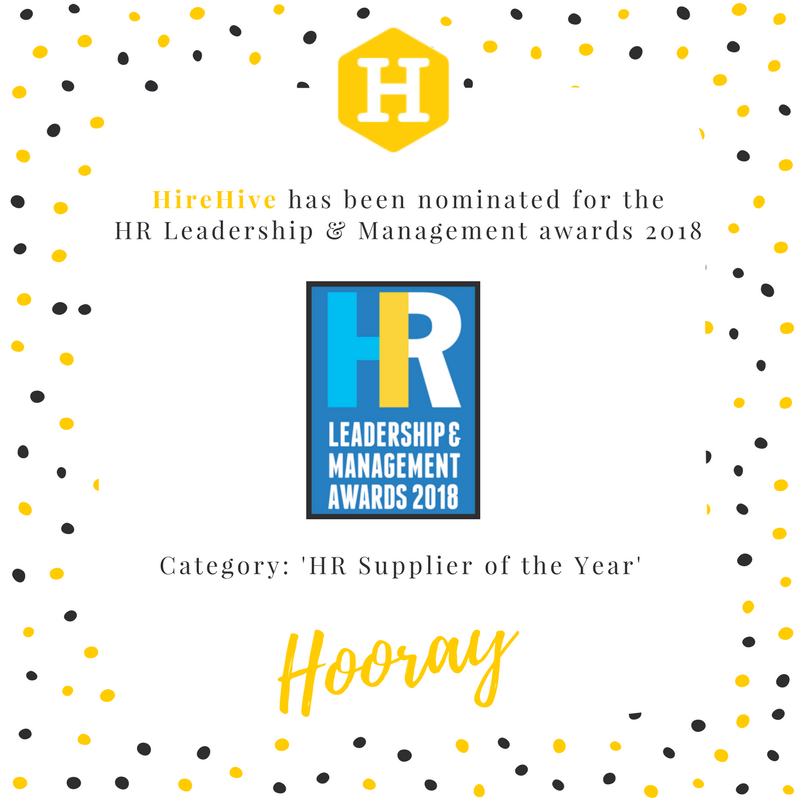 H
HireHive has been nominated for the
HR Leadership & Management awards 2018
HR
LEADERSHIP &
MANAGEMENT
AWARDS 2018
Category: 'HR Supplier of the Year'
Hooray